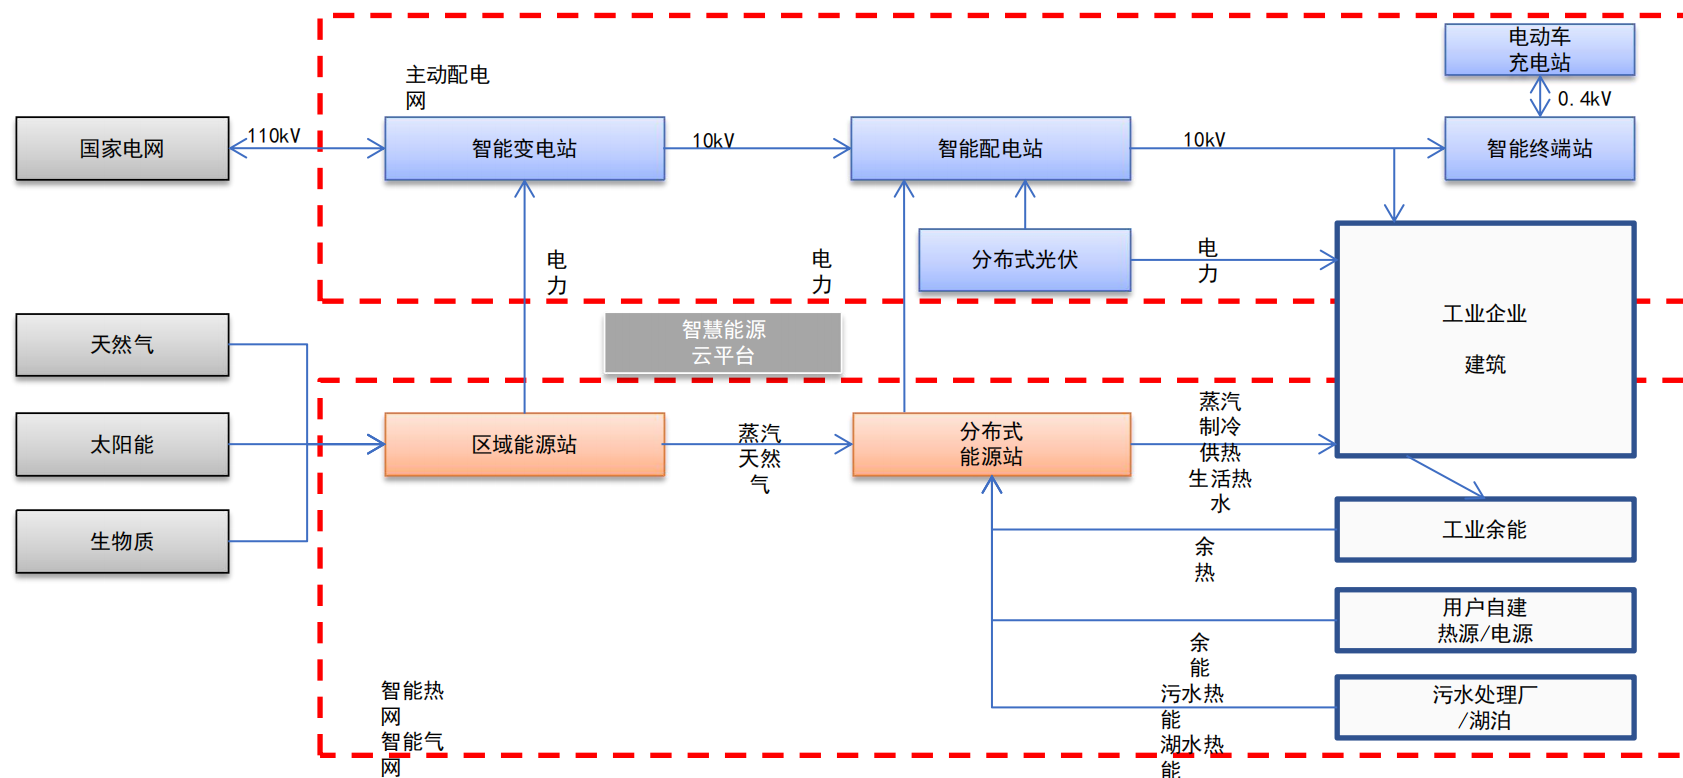 电动车
充电站
0.4kV
主动配电
网
国家电网
110kV
智能变电站
10kV
智能配电站
10kV
智能终端站
电
力
电
力
分布式光伏
电
力
工业企业
建筑
天然气
智慧能源
云平台
太阳能
区域能源站
蒸汽
天然
气
分布式
能源站
蒸汽
制冷
供热
生活热
水
生物质
工业余能
余
热
用户自建
热源/电源
余
能
污水热
能
湖水热
能
污水处理厂
/湖泊
智能热
网
智能气
网